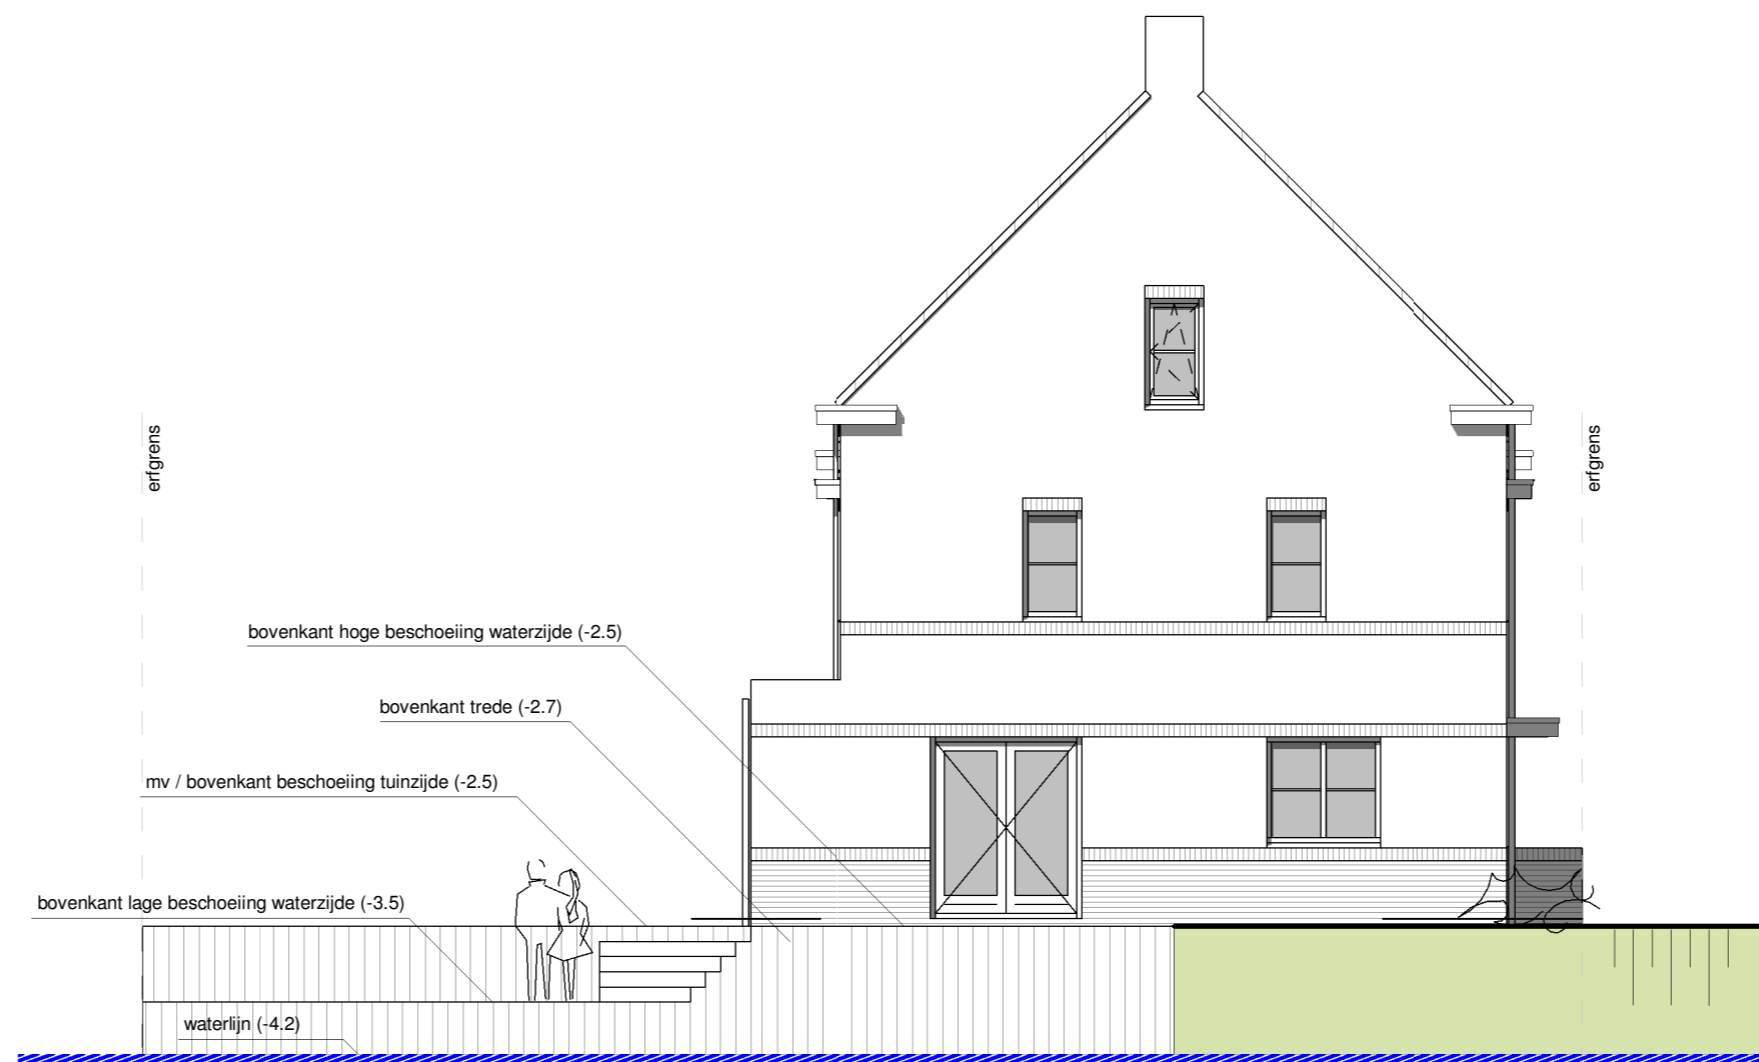 erfgrens
erfgrens
bovenkant hoge beschoeiing waterzijde (-2.5)
bovenkant trede (-2.7)
mv / bovenkant beschoeiing tuinzijde (-2.5)
bovenkant lage beschoeiing waterzijde (-3.5)
waterlijn (-4.2)